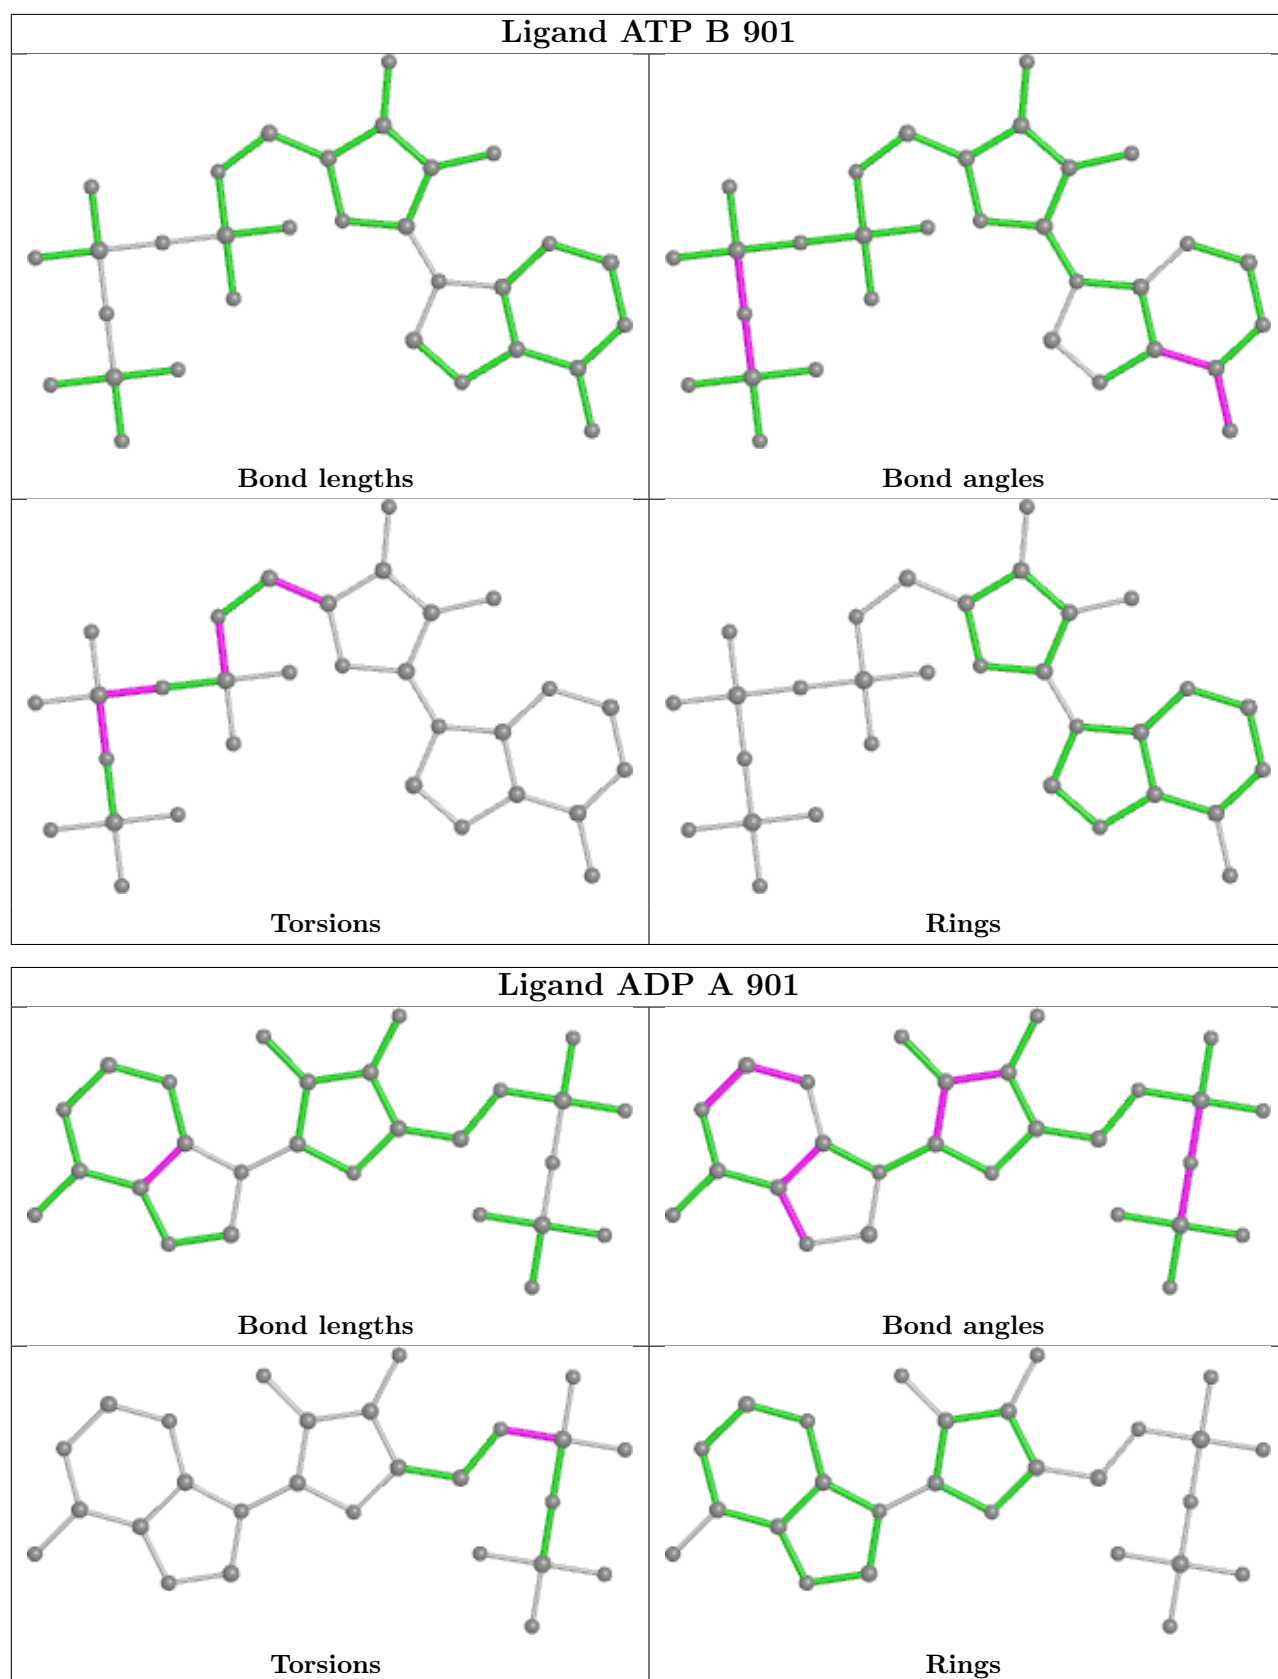 Ligand ATP B 901
Bond lengths
Bond angles
Torsions
Rings
Ligand ADP A 901
Bond lengths
Bond angles
Torsions
Rings